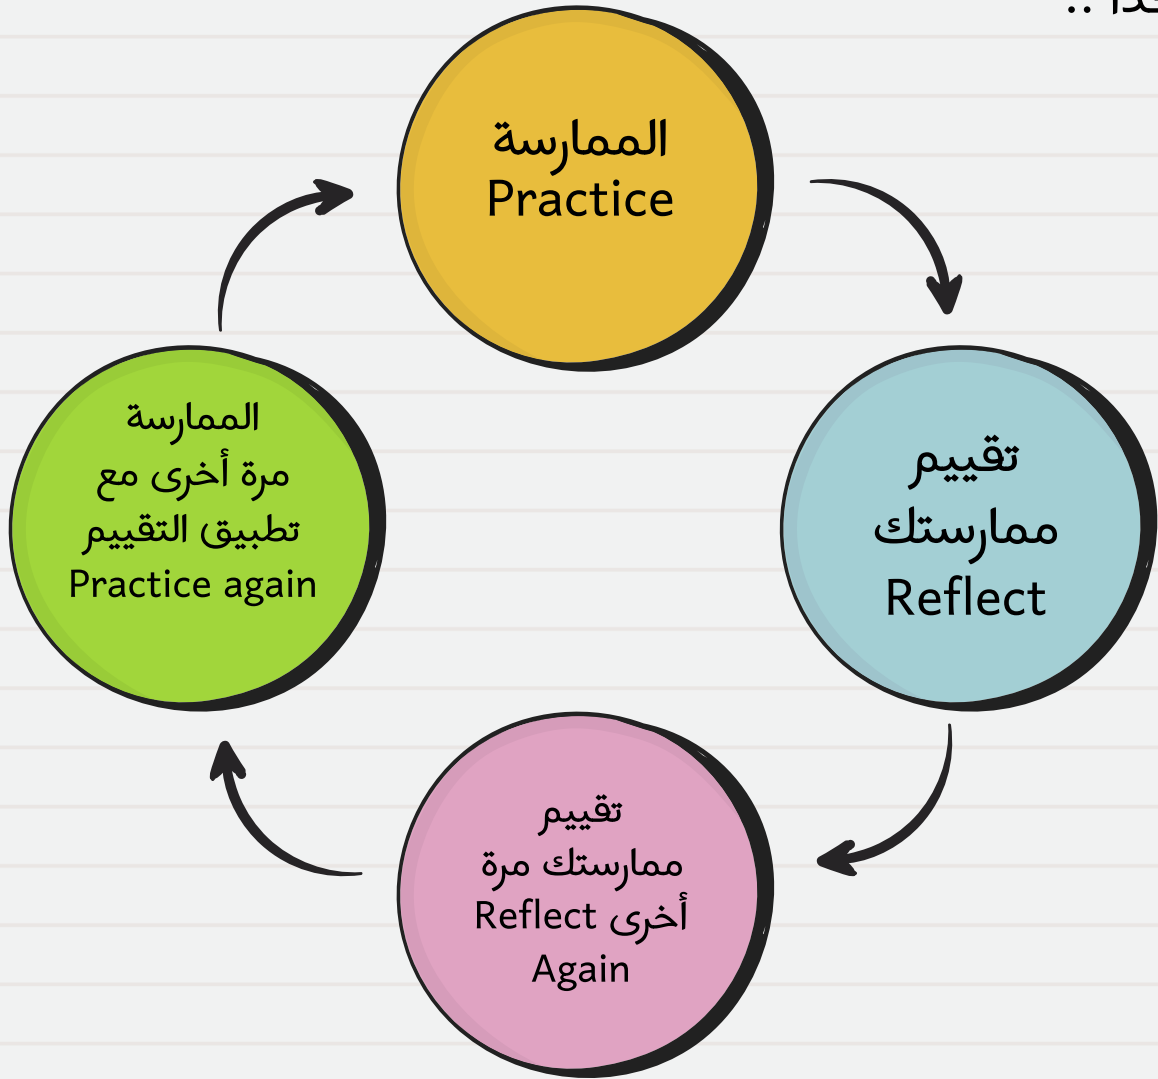 الممارسة
Practice
تقييم
ممارستك
Reflect
تقييم
ممارستك مرة
أخرى Reflect
Again
الممارسة
مرة أخرى مع
تطبيق التقييم
Practice again